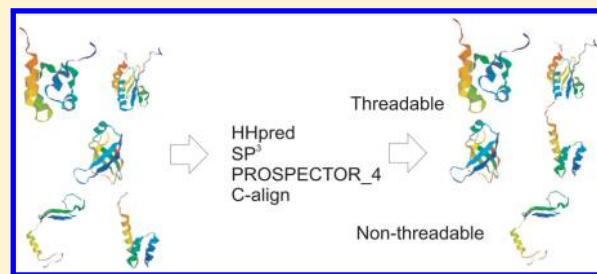 Threadable
HHpred
SP³
PROSPECTOR_4
C-align
Non-threadable